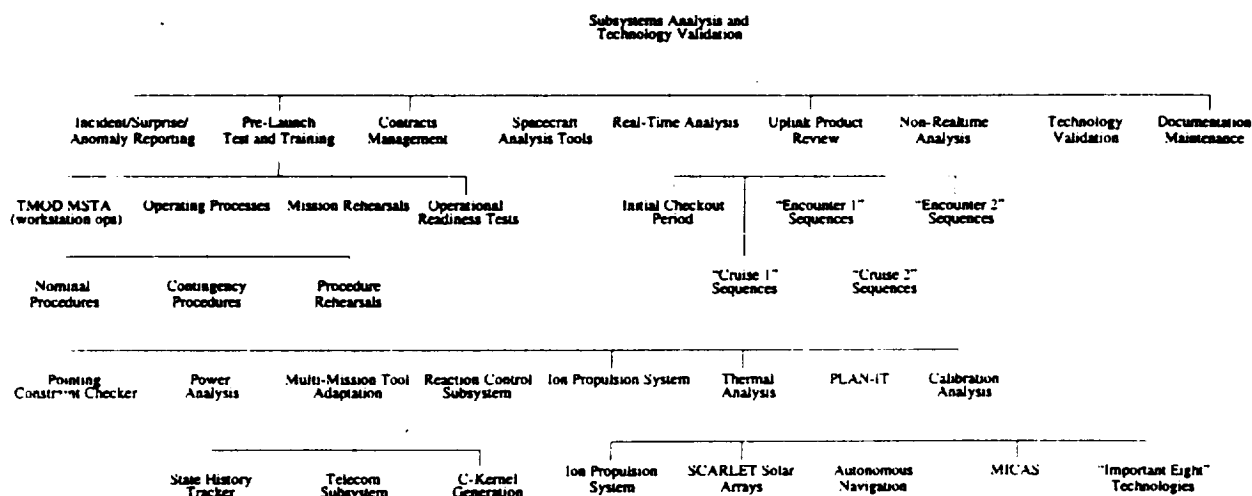 Subsystems Analysis and
Technology Validation
Incident/Surprise/
Anomaly Reporting
Pre-Launch
Test and Training
Contracts
Management
Spacecraft
Analysis Tools
Real-Time Analysis
Uplink Product
Review
Non-Realtime
Analysis
Technology
Validation
Documentation
Maintenance
TMOD MSTA
(workstation ops)
Operating Processes
Mission Rehearsals
Operational
Readiness Tests
Initial Checkout
Period
"Encounter 1"
Sequences
"Encounter 2"
Sequences
Nominal
Procedures
Contingency
Procedures
Procedure
Rehearsals
"Cruise 1"
Sequences
"Cruise 2"
Sequences
Pointing
Constraint Checker
Power
Analysis
Multi-Mission Tool
Adaptation
Reaction Control
Subsystem
Ion Propulsion System
Thermal
Analysis
PLAN-IT
Calibration
Analysis
State History
Tracker
Telecom
Subsystem
C-Kernel
Generation
Ion Propulsion
System
SCARLET Solar
Arrays
Autonomous
Navigation
MICAS
"Important Eight"
Technologies